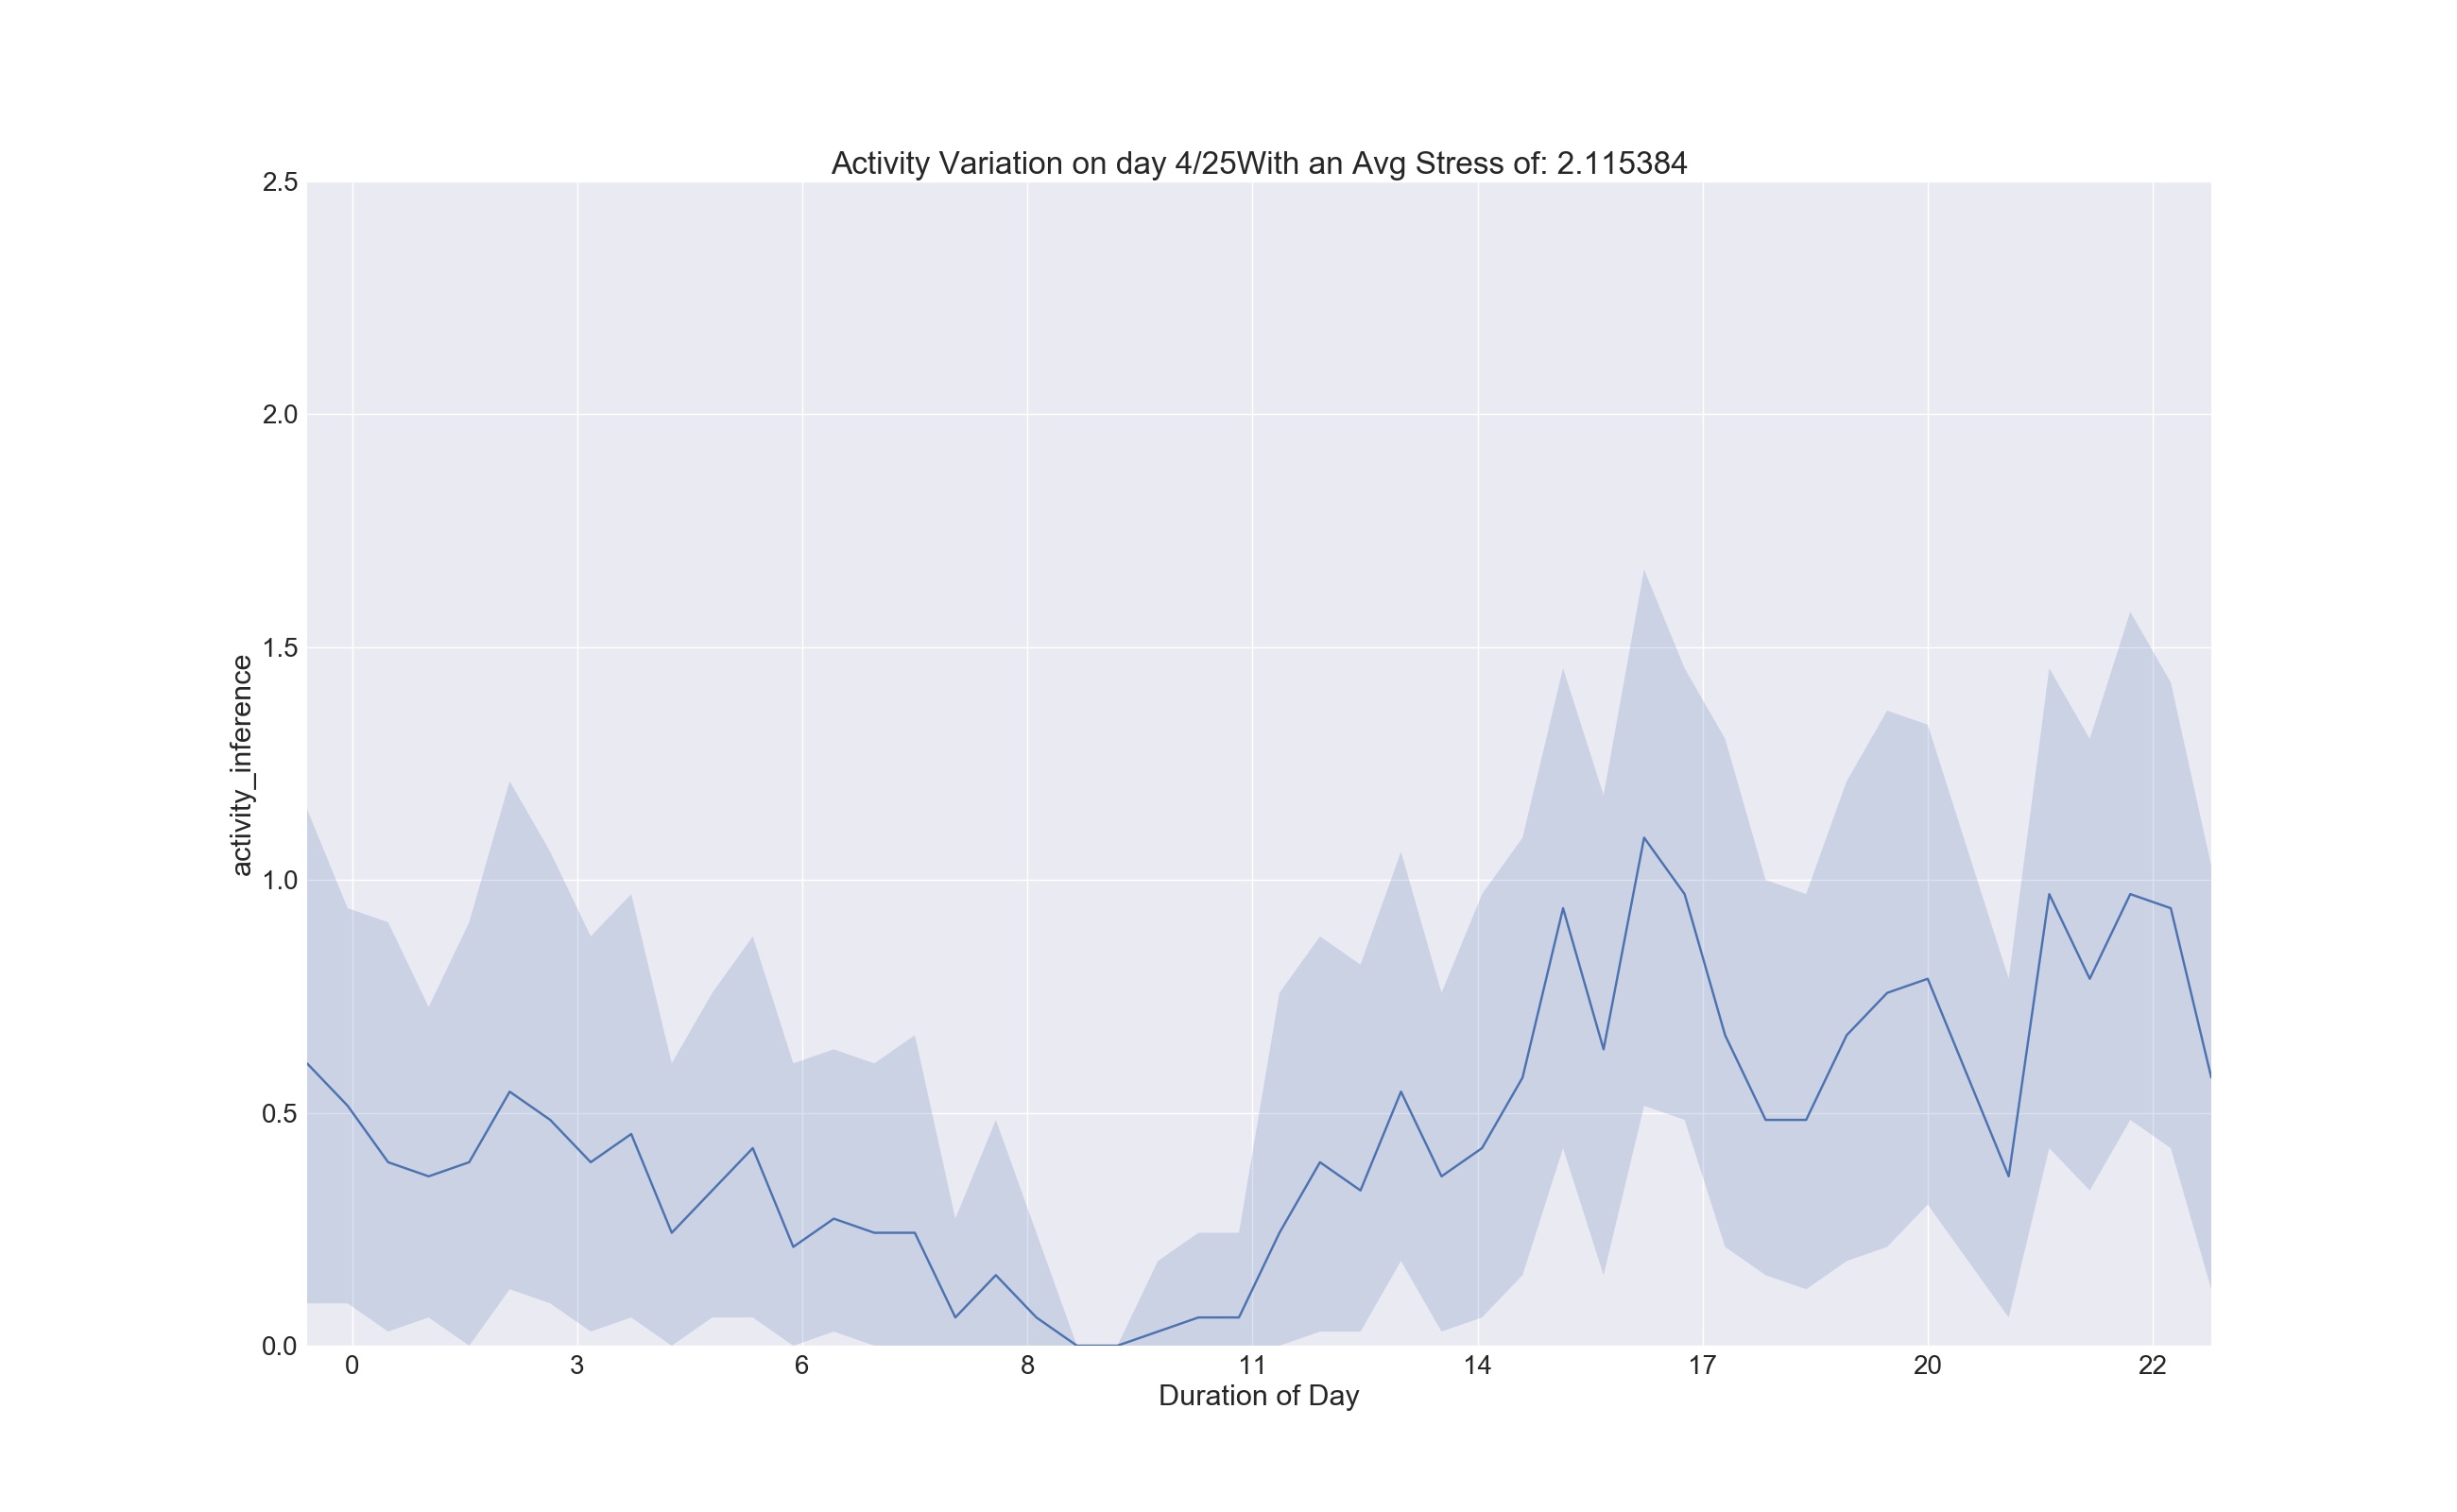 Activity Variation on day 4/25With an Avg Stress of: 2.115384
2.5
2.0
1.5
1.0
0.5
0.0
activity_inference
0 3 6 8 11 14 17 20 22
Duration of Day